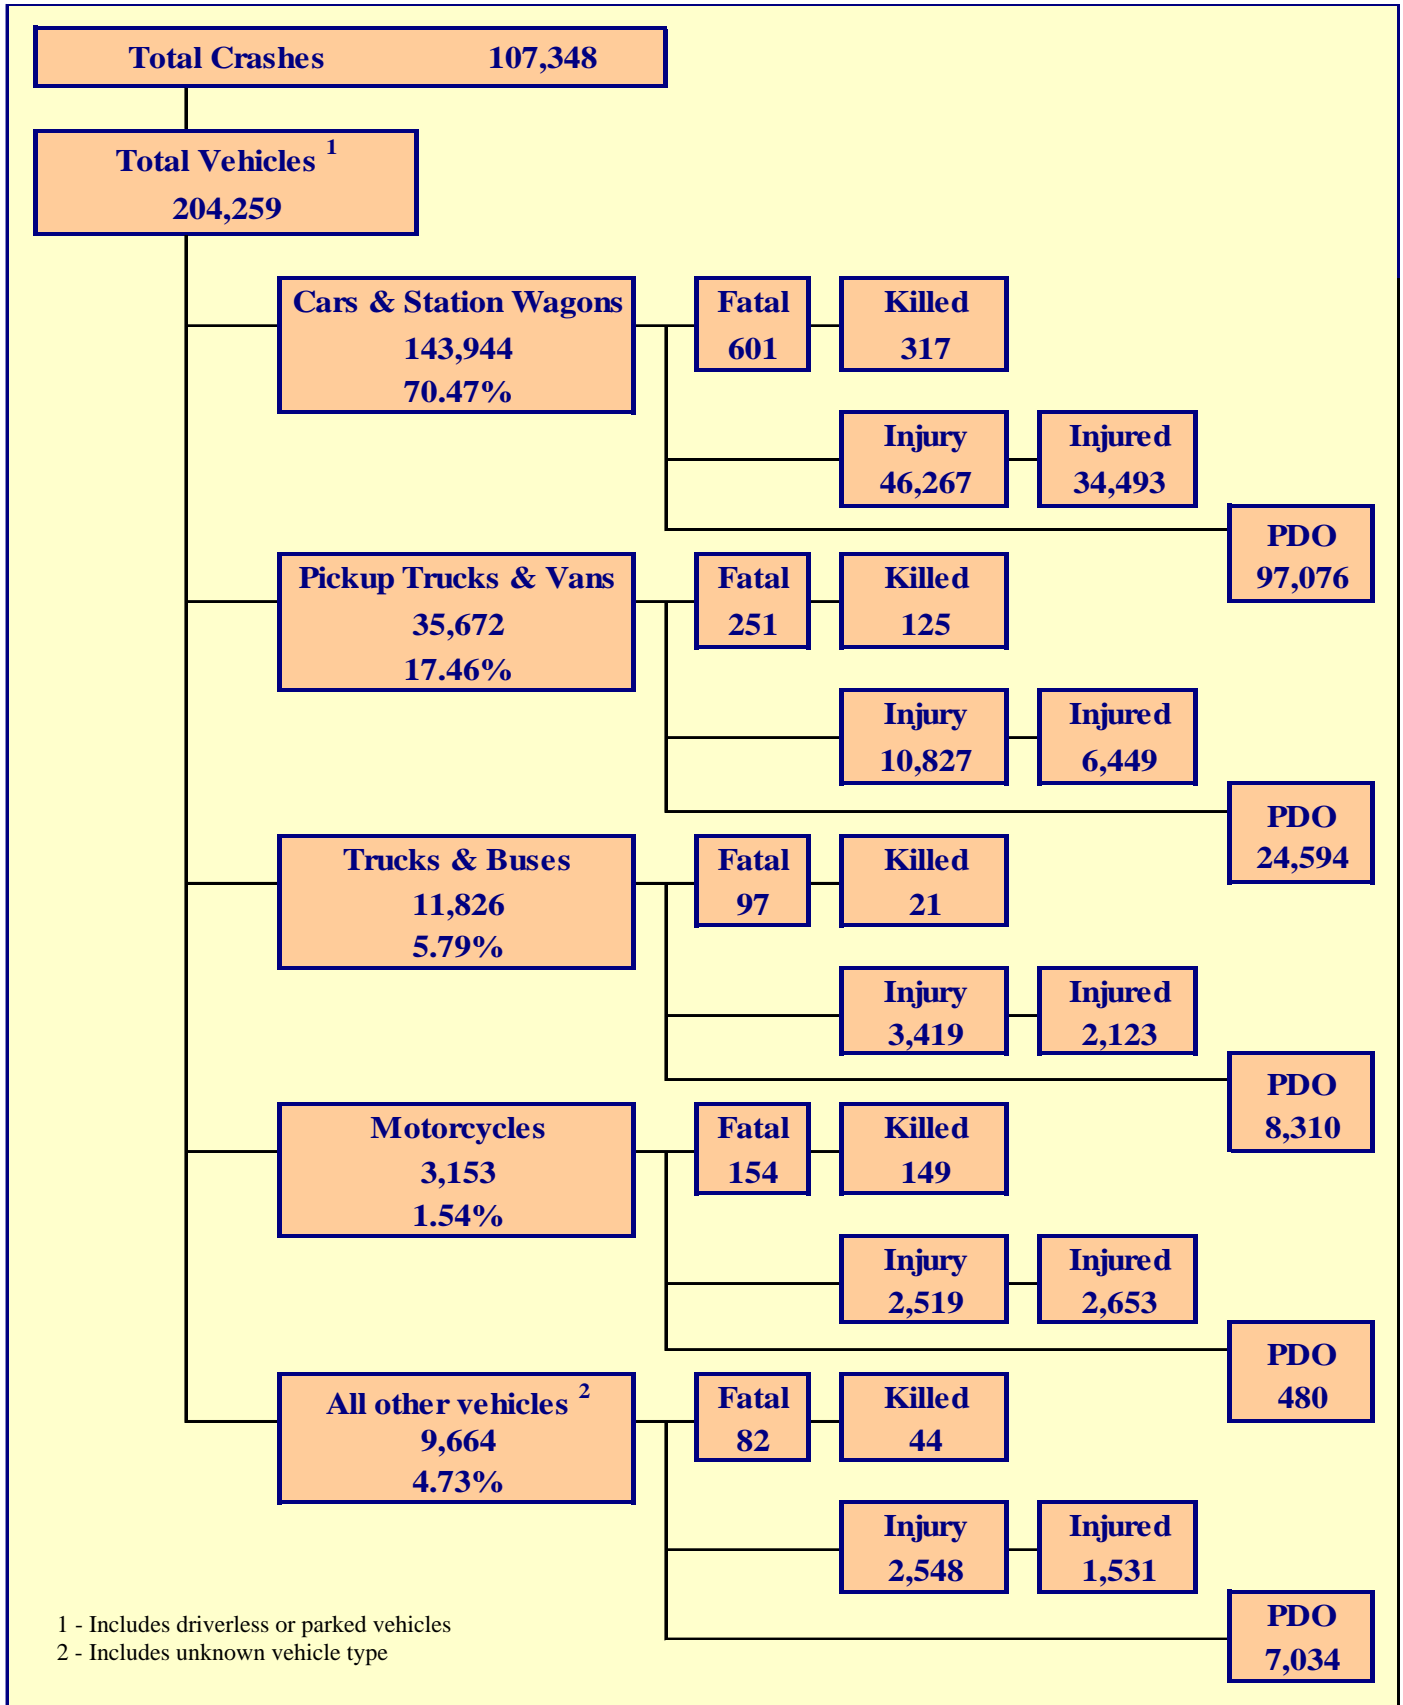 Total Crashes 107,348
Total Vehicles 1
204,259
Cars & Station Wagons
143,944
70.47%
Fatal
601
Killed
317
Injury
46,267
Injured
34,493
PDO
97,076
Pickup Trucks & Vans
35,672
17.46%
Fatal
251
Killed
125
Injury
10,827
Injured
6,449
PDO
24,594
Trucks & Buses
11,826
5.79%
Fatal
97
Killed
21
Injury
3,419
Injured
2,123
PDO
8,310
Motorcycles
3,153
1.54%
Fatal
154
Killed
149
Injury
2,519
Injured
2,653
PDO
480
All other vehicles 2
9,664
4.73%
Fatal
82
Killed
44
Injury
2,548
Injured
1,531
PDO
7,034
1 - Includes driverless or parked vehicles
2 - Includes unknown vehicle type